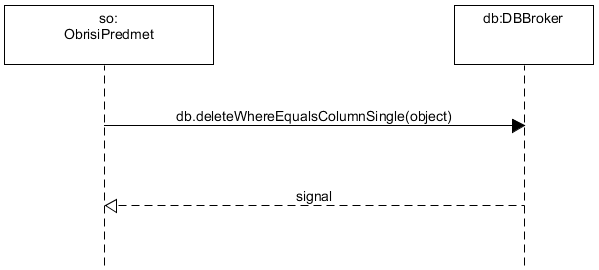 so:
ObrisiPredmet
db:DBBroker
db.deleteWhereEqualsColumnSingle(object)
signal